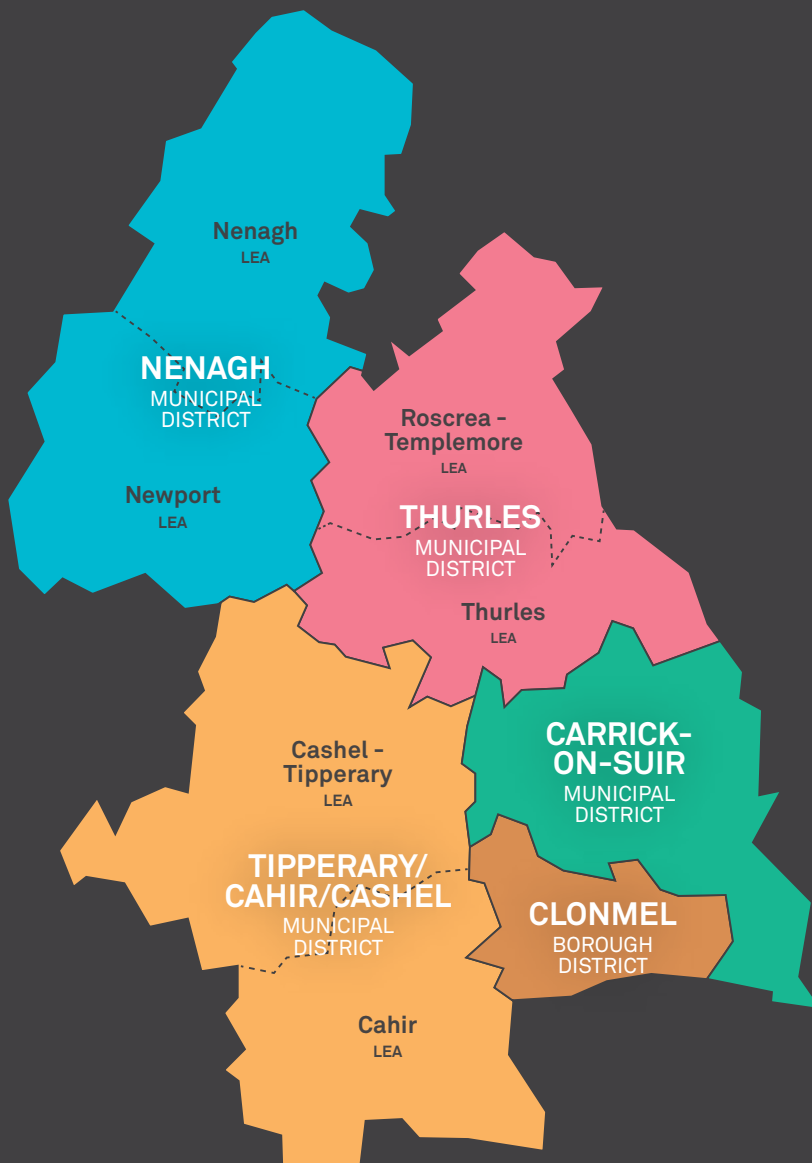 Nenagh
LEA
NENAGH
MUNICIPAL
DISTRICT
Newport
LEA
Roscrea -
Templemore
LEA
THURLES
MUNICIPAL
DISTRICT
Thurles
LEA
CARRICK-
ON-SUIR
MUNICIPAL
DISTRICT
Cashel -
Tipperary
LEA
TIPPERARY/
CAHIR/CASHEL
MUNICIPAL
DISTRICT
CLONMEL
BOROUGH
DISTRICT
Cahir
LEA